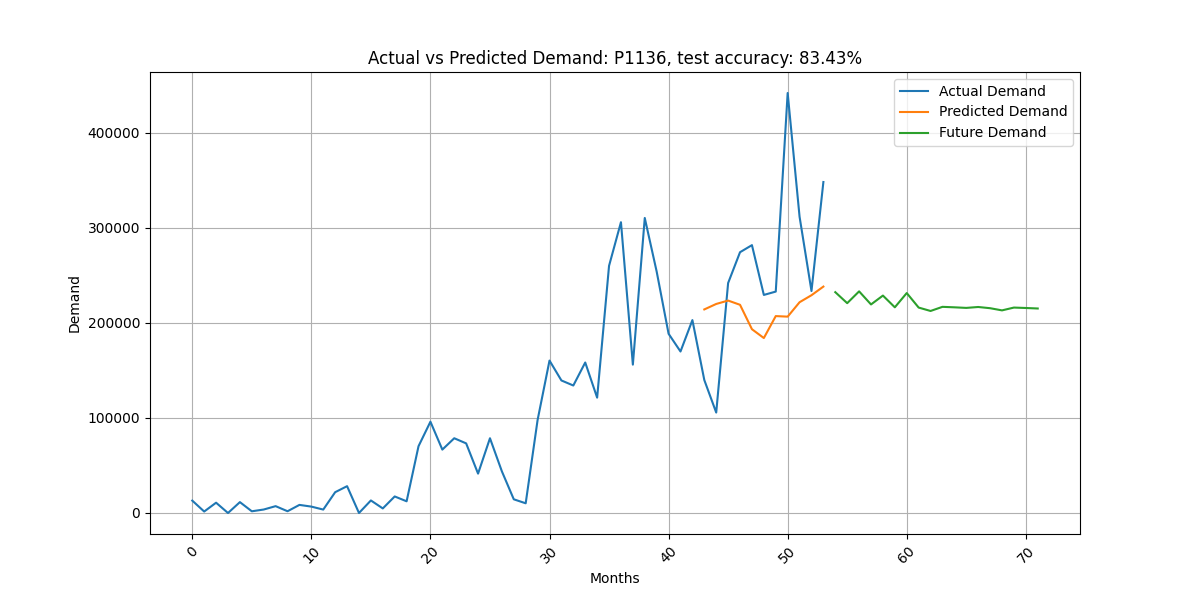 Actual vs Predicted Demand: P1136, test accuracy: 83.43%
Actual Demand
Predicted Demand
Future Demand
400000
300000
200000
100000
0
Demand
0
10
20
30
40
50
60
70
Months